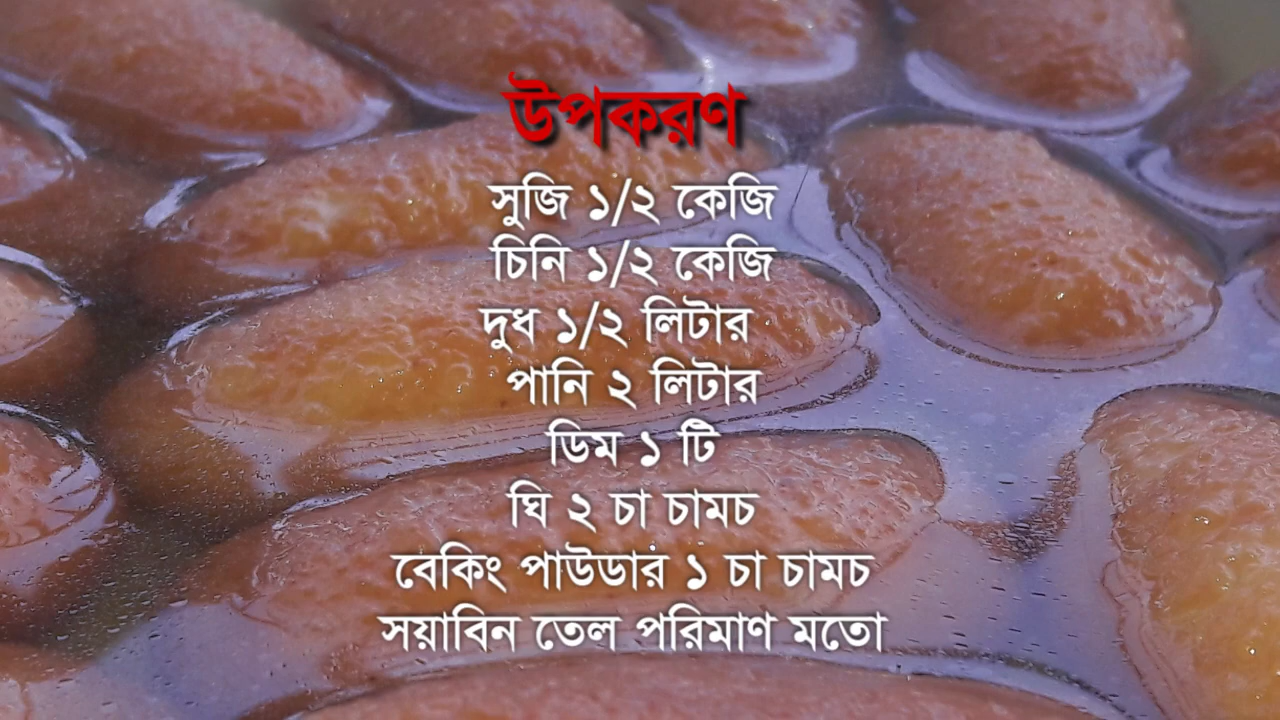 উপকরণ
সুজি ১/২ কেজি
চিনি ১/২ কেজি
দুধ ১/২ লিটার
পানি ২ লিটার
ডিম ১ টি
ঘি ২ চা চামচ
বেকিং পাউডার ১ চা চামচ
সয়াবিন তেল পরিমাণ মতো